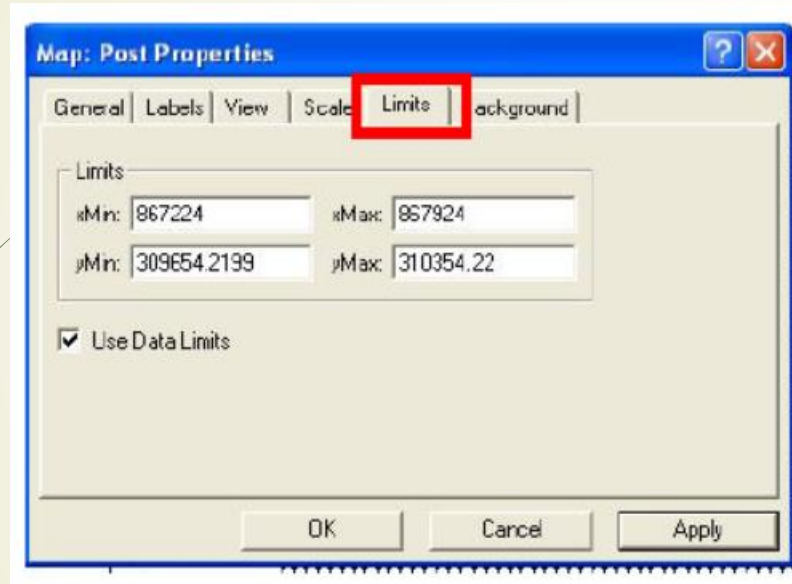 Map: Post Properties
General Labels View Scale Limits ackground
Limits
xMin: 867224 xMax: 867924
yMin: 309654.2199 yMax: 310354.22
Use Data Limits
OK Cancel Apply